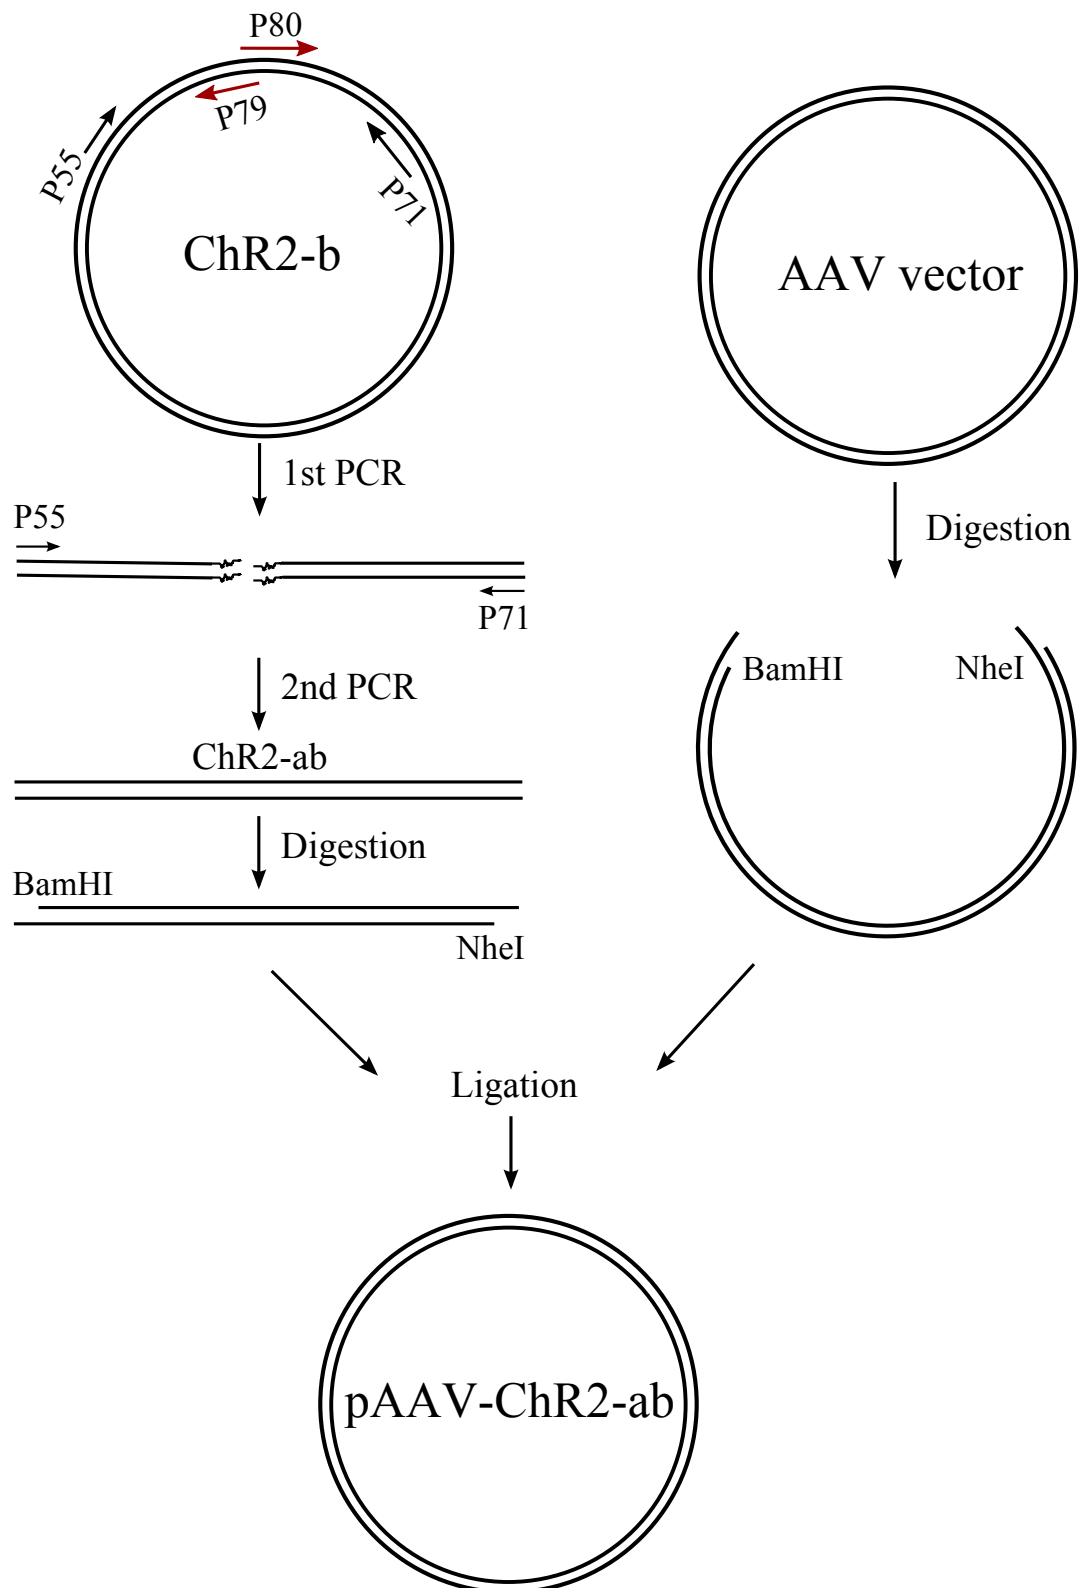 P80
P79
P55
P71
ChR2-b
AAV vector
1st PCR
Digestion
P55
P71
BamHI
NheI
2nd PCR
ChR2-ab
Digestion
BamHI
NheI
Ligation
pAAV-ChR2-ab